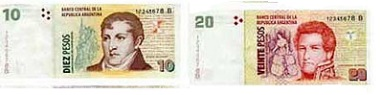 10
BANCO CENTRAL DE LA
REPUBLICA ARGENTINA
12345678 B
DIEZ PESOS
10
20
BANCO CENTRAL DE LA
REPUBLICA ARGENTINA
12345678 B
VEINTE PESOS
20